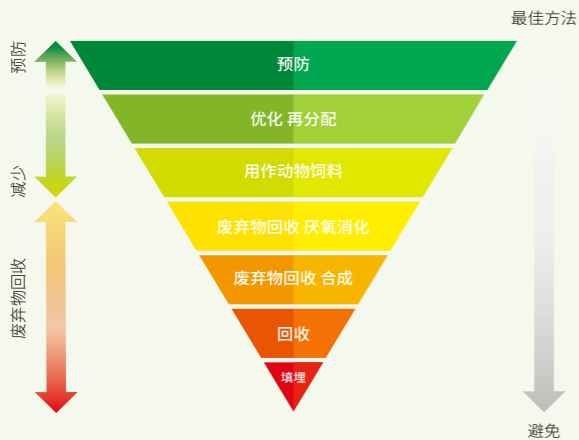 最佳方法
预防
预防
优化 再分配
减少
用作动物饲料
废弃物回收 厌氧消化
废弃物回收
废弃物回收 合成
回收
填埋
避免